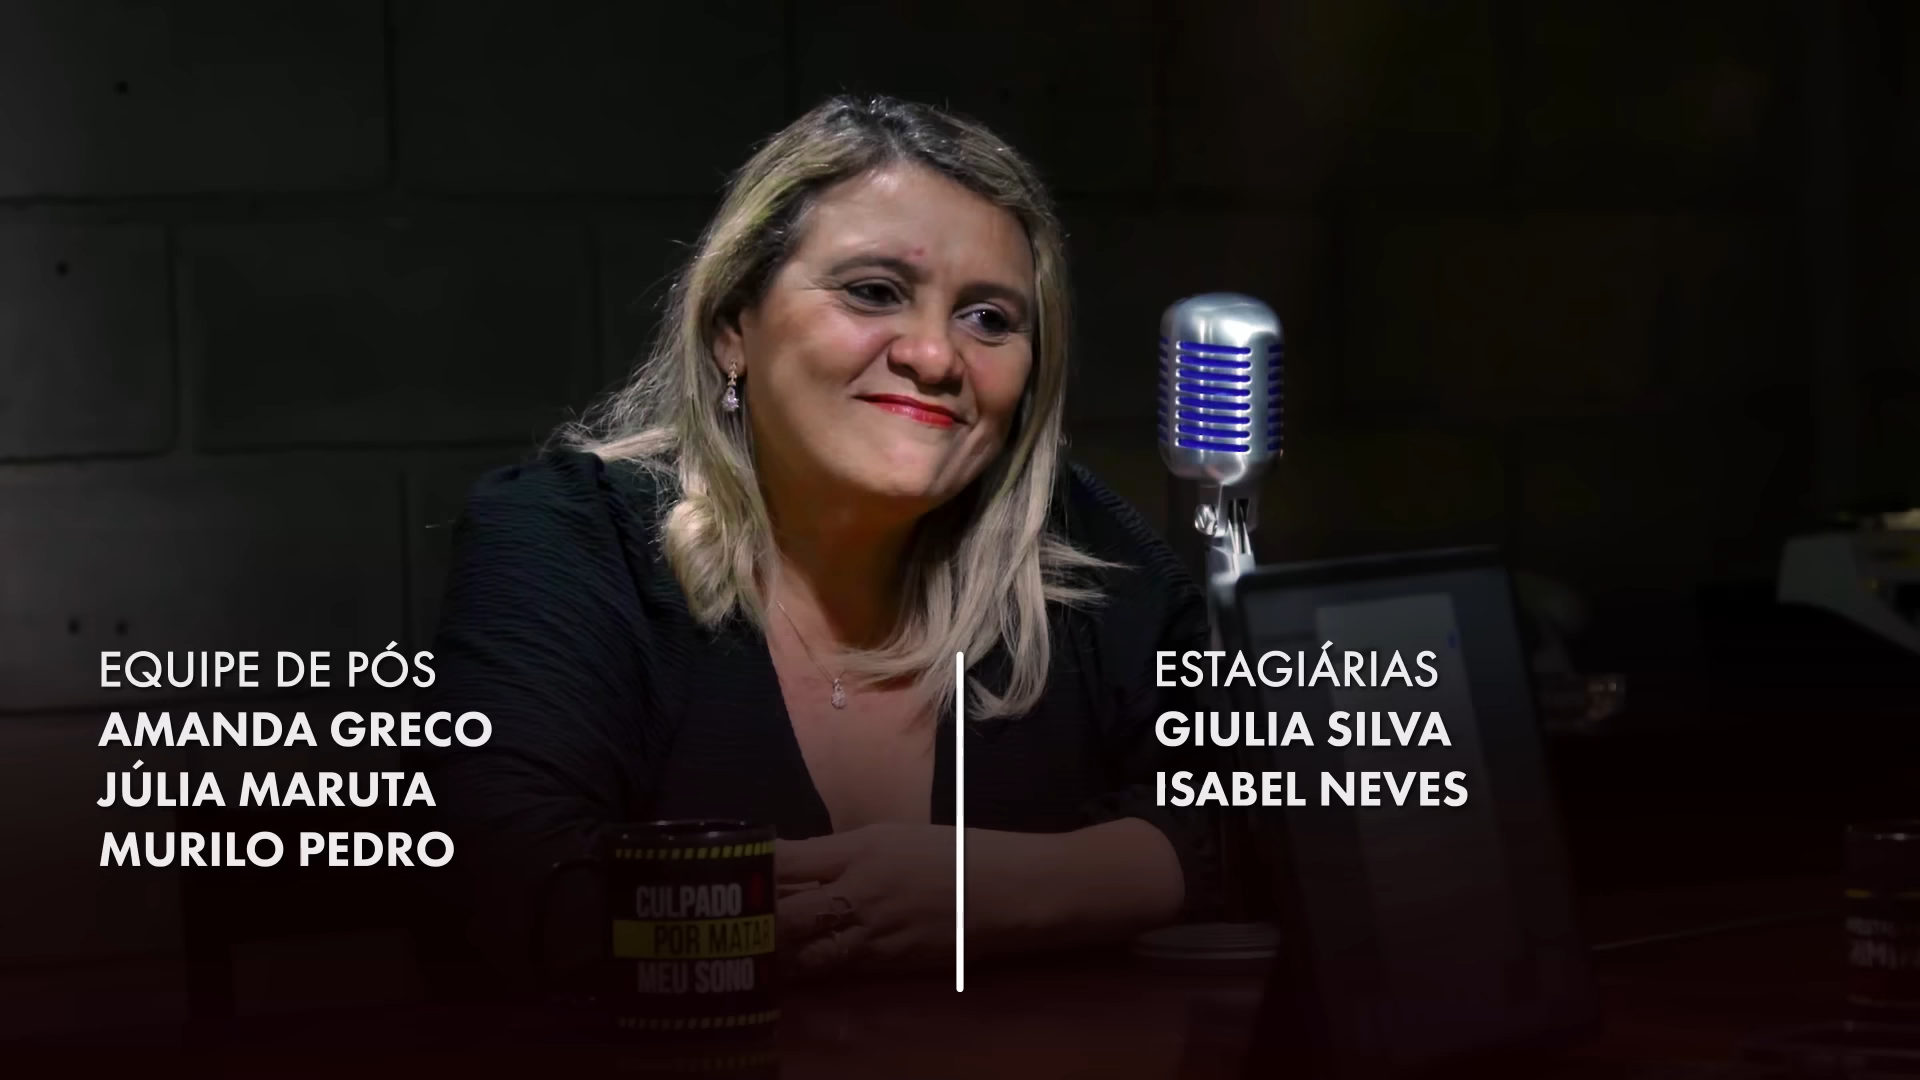 EQUIPE DE PÓS
AMANDA GRECO
JÚLIA MARUTA
MURILO PEDRO
ESTAGIÁRIAS
GIULIA SILVA
ISABEL NEVES
CULPADO
POR MATAR
MEU SONO